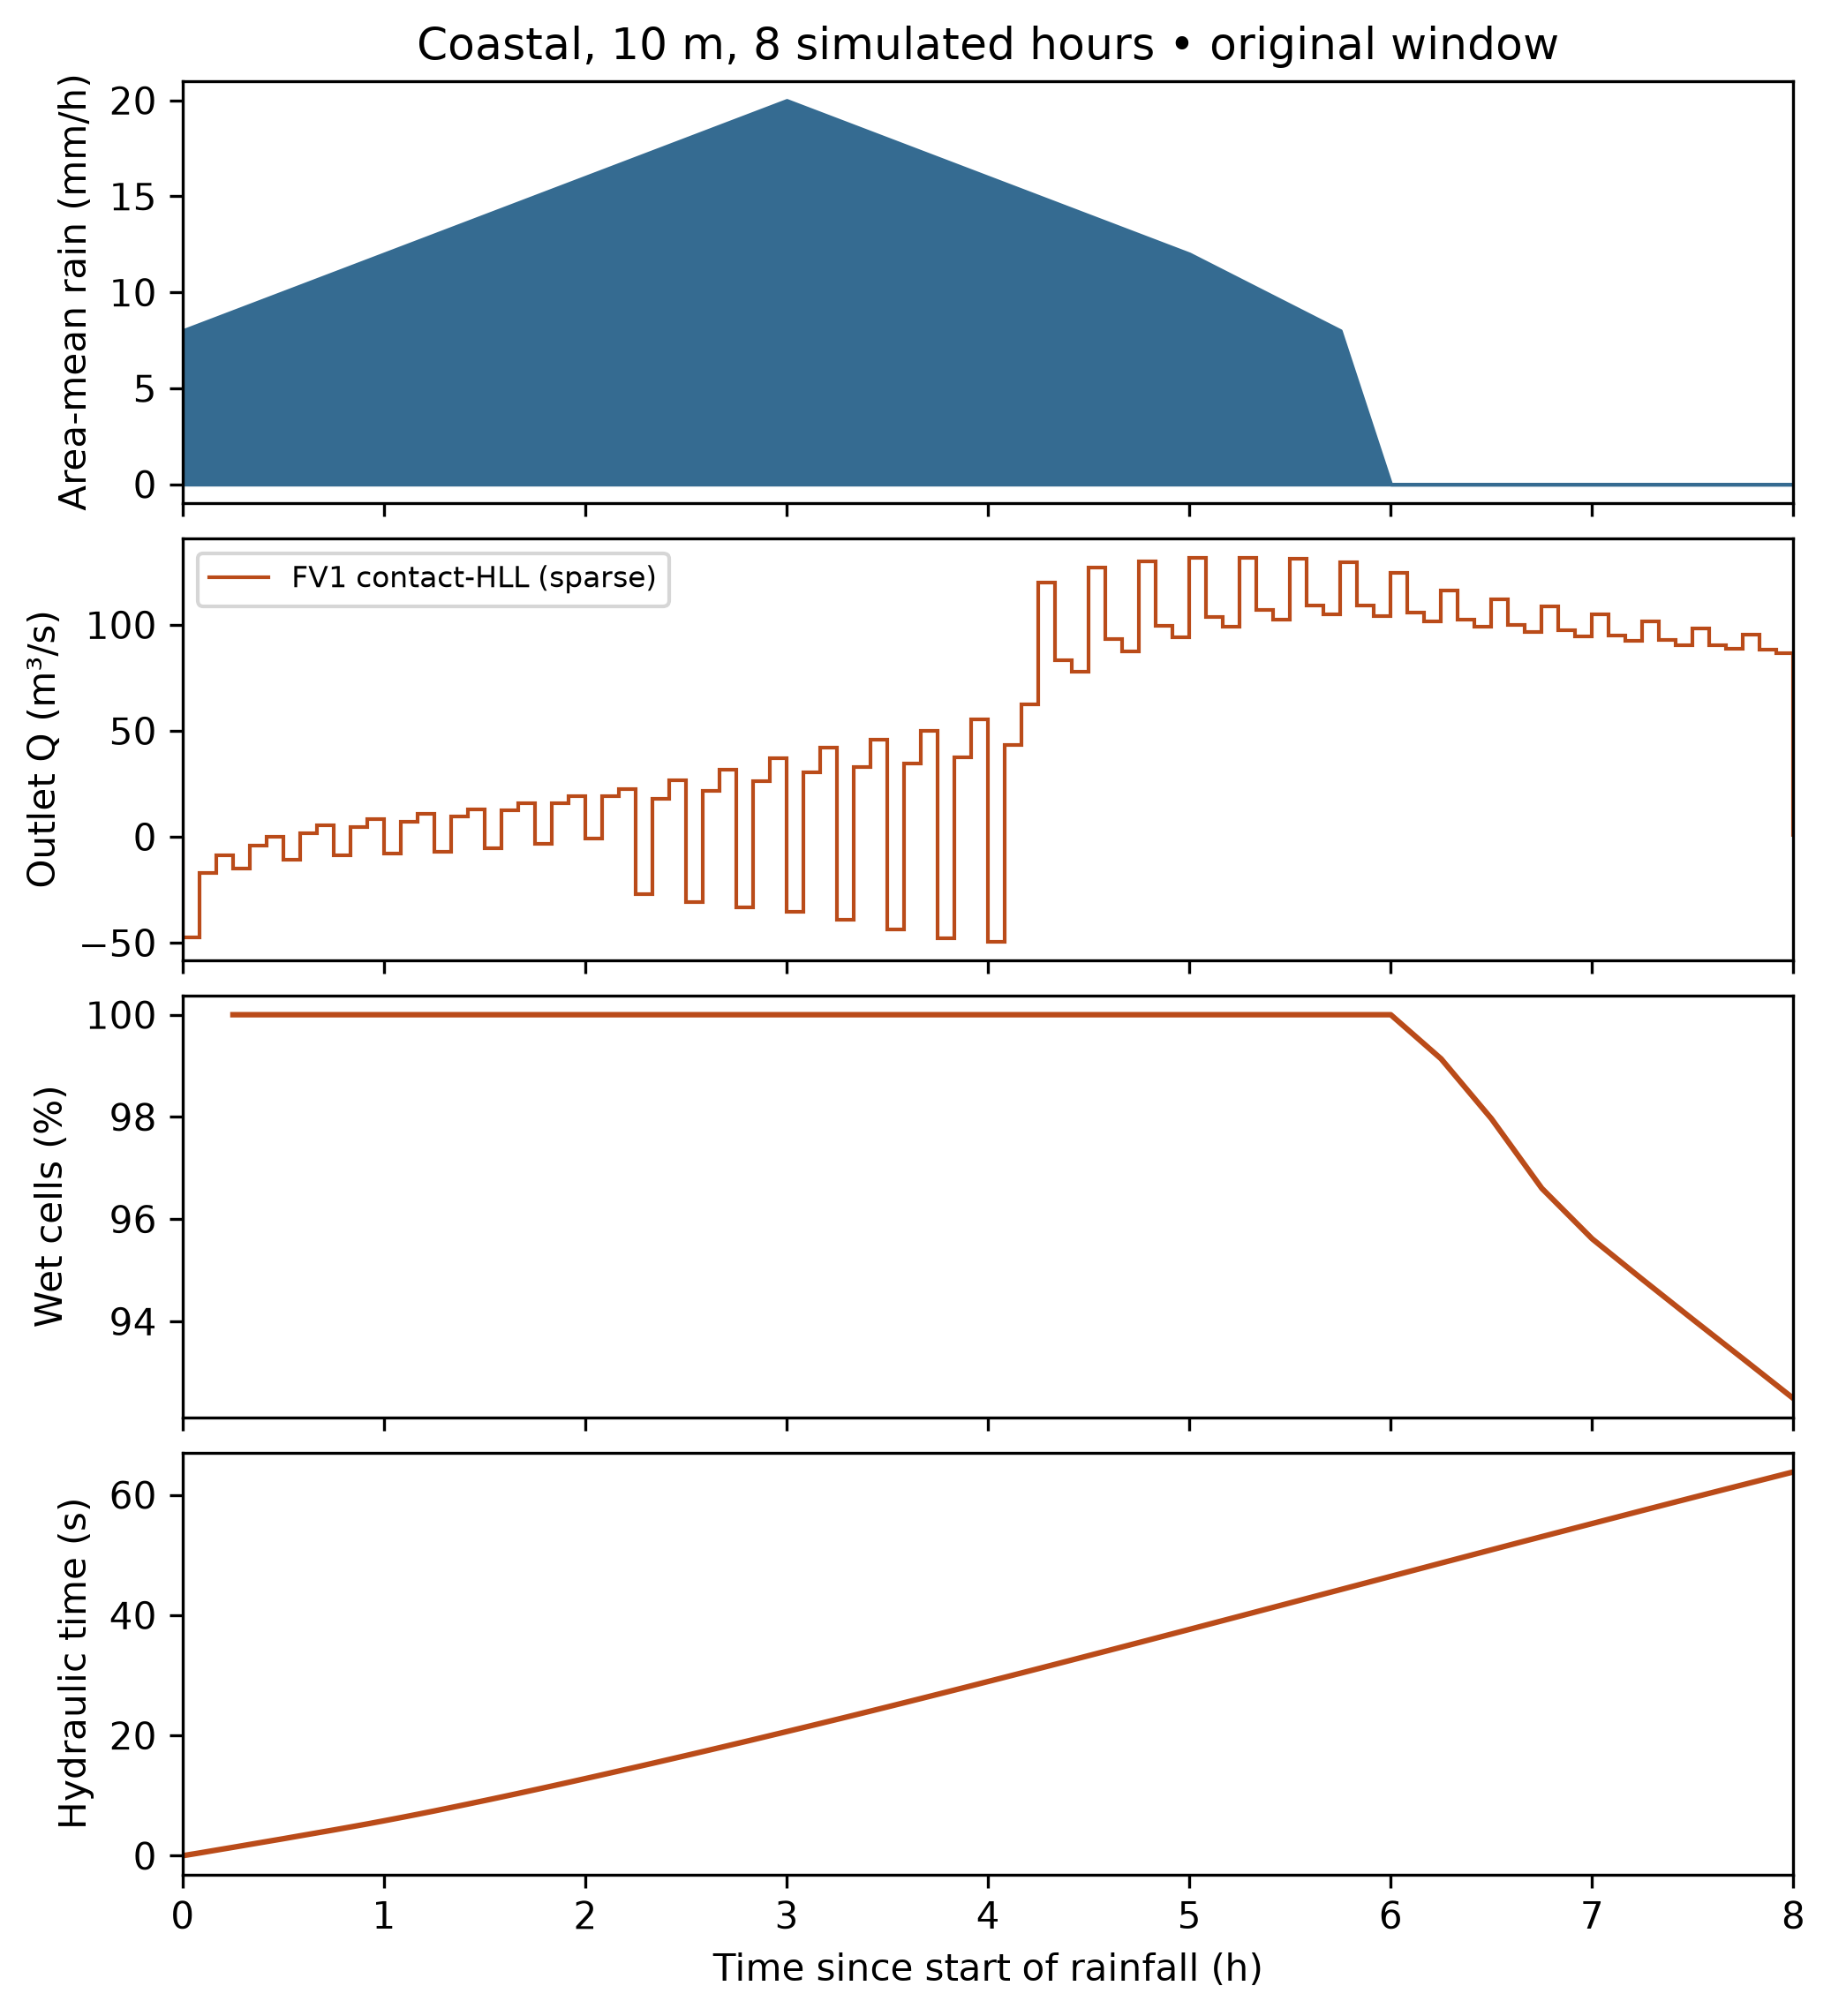 Coastal, 10 m, 8 simulated hours • original window
Area-mean rain (mm/h)
20
15
10
5
0
FV1 contact-HLL (sparse)
Outlet Q (m³/s)
100
50
0
−50
Wet cells (%)
100
98
96
94
Hydraulic time (s)
60
40
20
0
0 1 2 3 4 5 6 7 8
Time since start of rainfall (h)